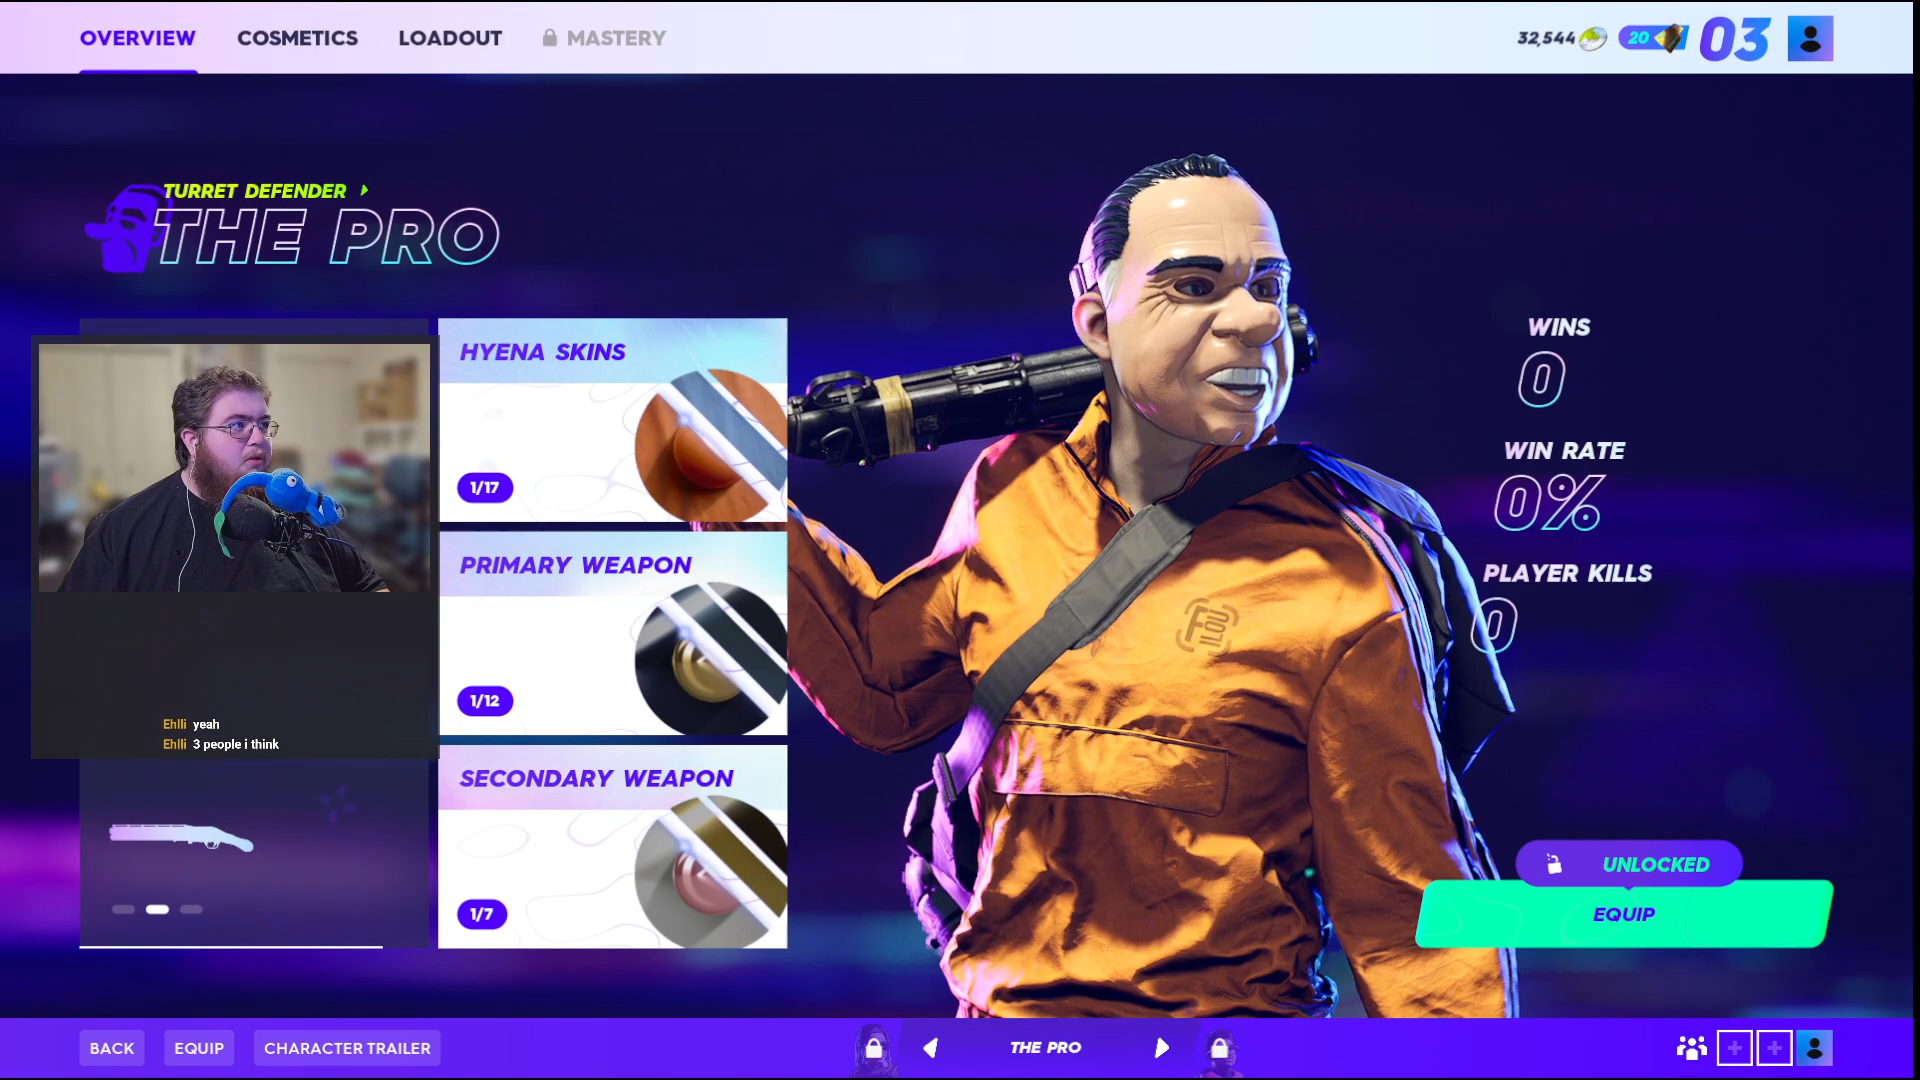 OVERVIEW
COSMETICS
LOADOUT
MASTERY
32,544
20
03
TURRET DEFENDER
THE PRO
HYENA SKINS
1/17
PRIMARY WEAPON
1/12
SECONDARY WEAPON
1/7
Ehlli yeah
Ehlli 3 people i think
FOU
ILOU
WINS
0
WIN RATE
0%
PLAYER KILLS
0
UNLOCKED
EQUIP
BACK
EQUIP
CHARACTER TRAILER
THE PRO